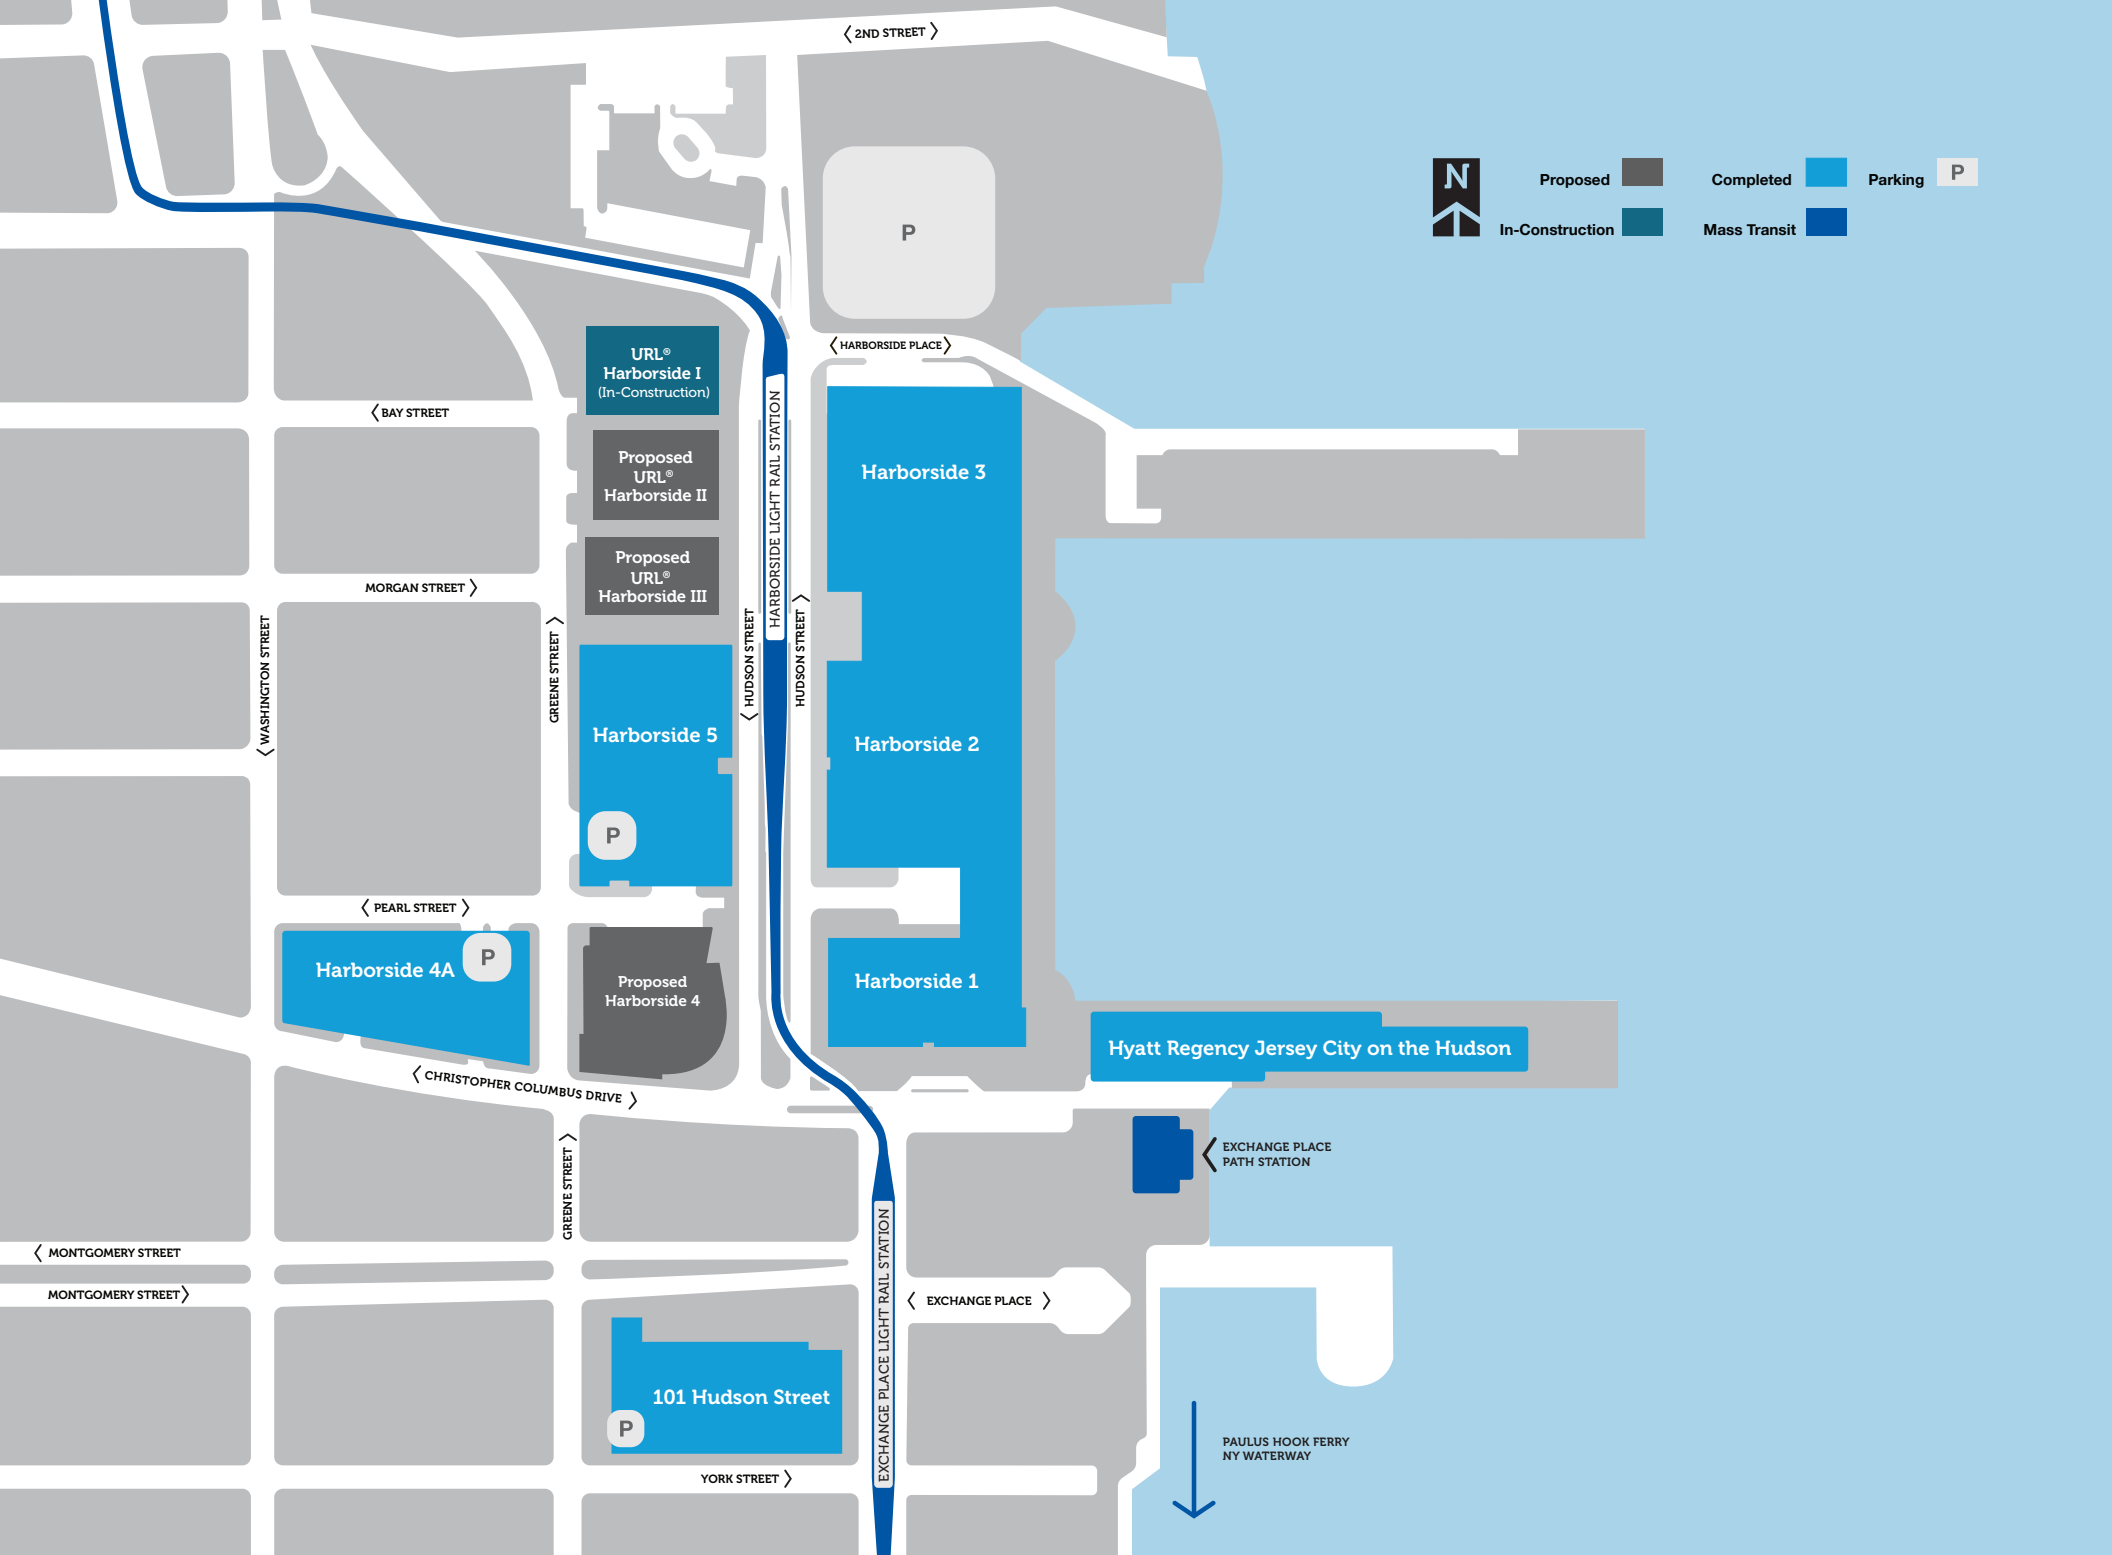 2ND STREET
N
Proposed
Completed
Parking
P
In-Construction
Mass Transit
P
HARBORSIDE PLACE
URL®
Harborside I
(In-Construction)
BAY STREET
Proposed
URL®
Harborside II
HARBORSIDE LIGHT RAIL STATION
Harborside 3
Proposed
URL®
Harborside III
MORGAN STREET
WASHINGTON STREET
GREENE STREET
HUDSON STREET
HUDSON STREET
Harborside 5
P
Harborside 2
PEARL STREET
Harborside 4A
P
Proposed
Harborside 4
Harborside 1
Hyatt Regency Jersey City on the Hudson
CHRISTOPHER COLUMBUS DRIVE
GREENE STREET
EXCHANGE PLACE
PATH STATION
MONTGOMERY STREET
MONTGOMERY STREET
EXCHANGE PLACE LIGHT RAIL STATION
EXCHANGE PLACE
101 Hudson Street
P
PAULUS HOOK FERRY
NY WATERWAY
YORK STREET